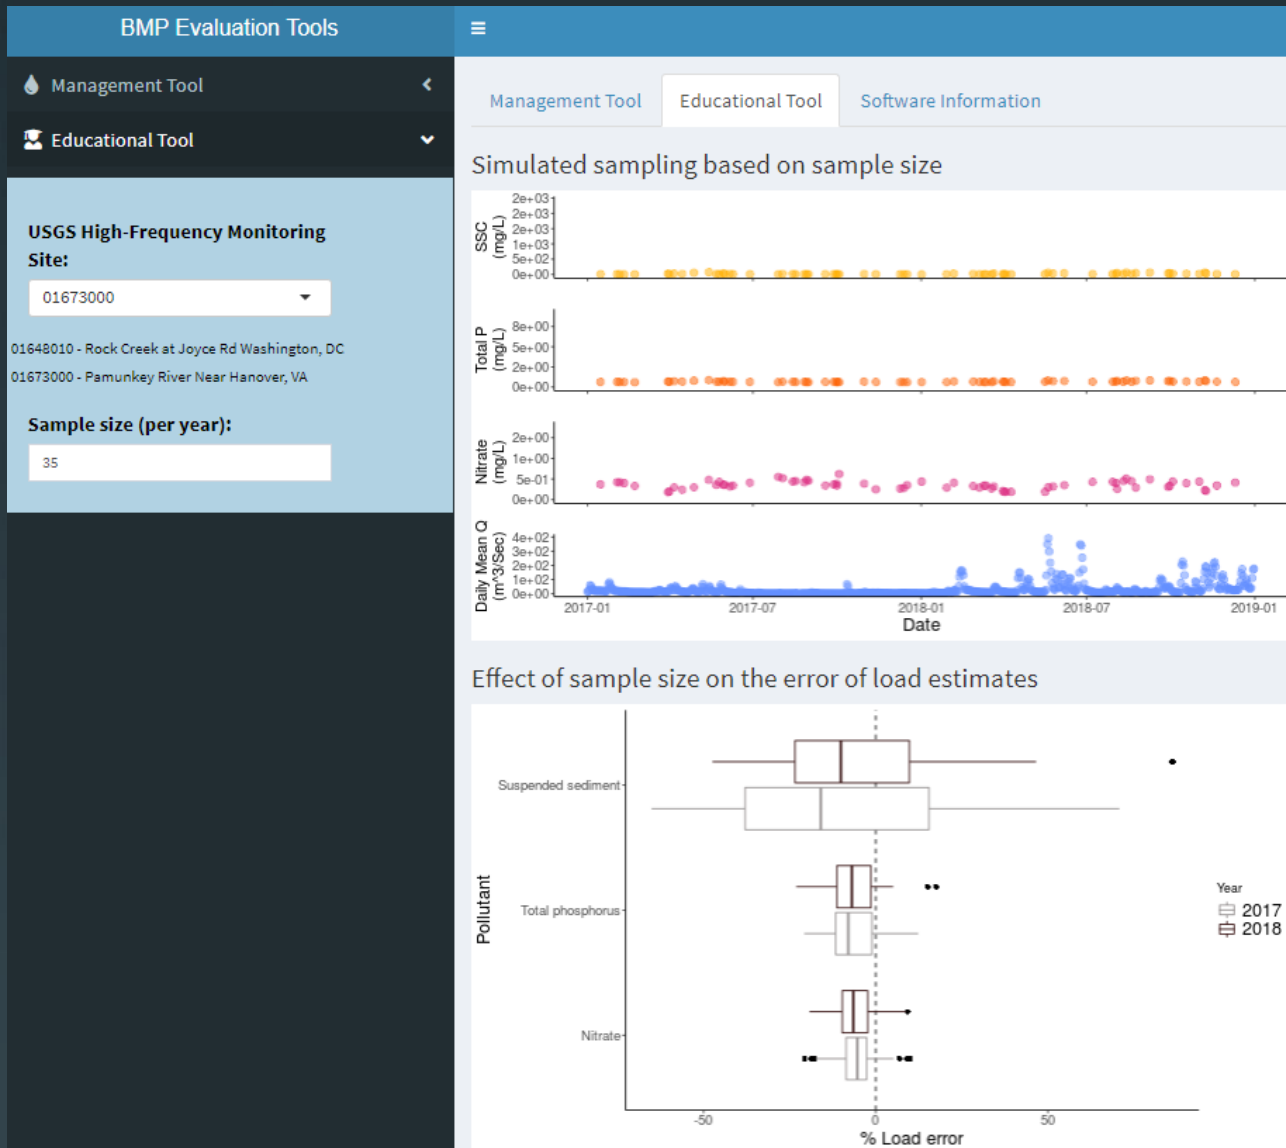 BMP Evaluation Tools
Management Tool
Educational Tool
USGS High-Frequency Monitoring
Site:
01673000
01648010 - Rock Creek at Joyce Rd Washington, DC
01673000 - Pamunkey River Near Hanover, VA
Sample size (per year):
35
Management Tool
Educational Tool
Software Information
Simulated sampling based on sample size
SSC
(mg/L)
2e+03
2e+03
2e+03
1e+03
5e+02
0e+00
Total P
(mg/L)
8e+00
5e+00
2e+00
0e+00
Nitrate
(mg/L)
2e+00
1e+00
5e-01
0e+00
Daily Mean Q
(m^3/Sec)
4e+02
3e+02
2e+02
1e+02
0e+00
2017-01
2017-07
2018-01
2018-07
2019-01
Date
Effect of sample size on the error of load estimates
Pollutant
Suspended sediment
Total phosphorus
Nitrate
-50
0
50
% Load error
Year
2017
2018